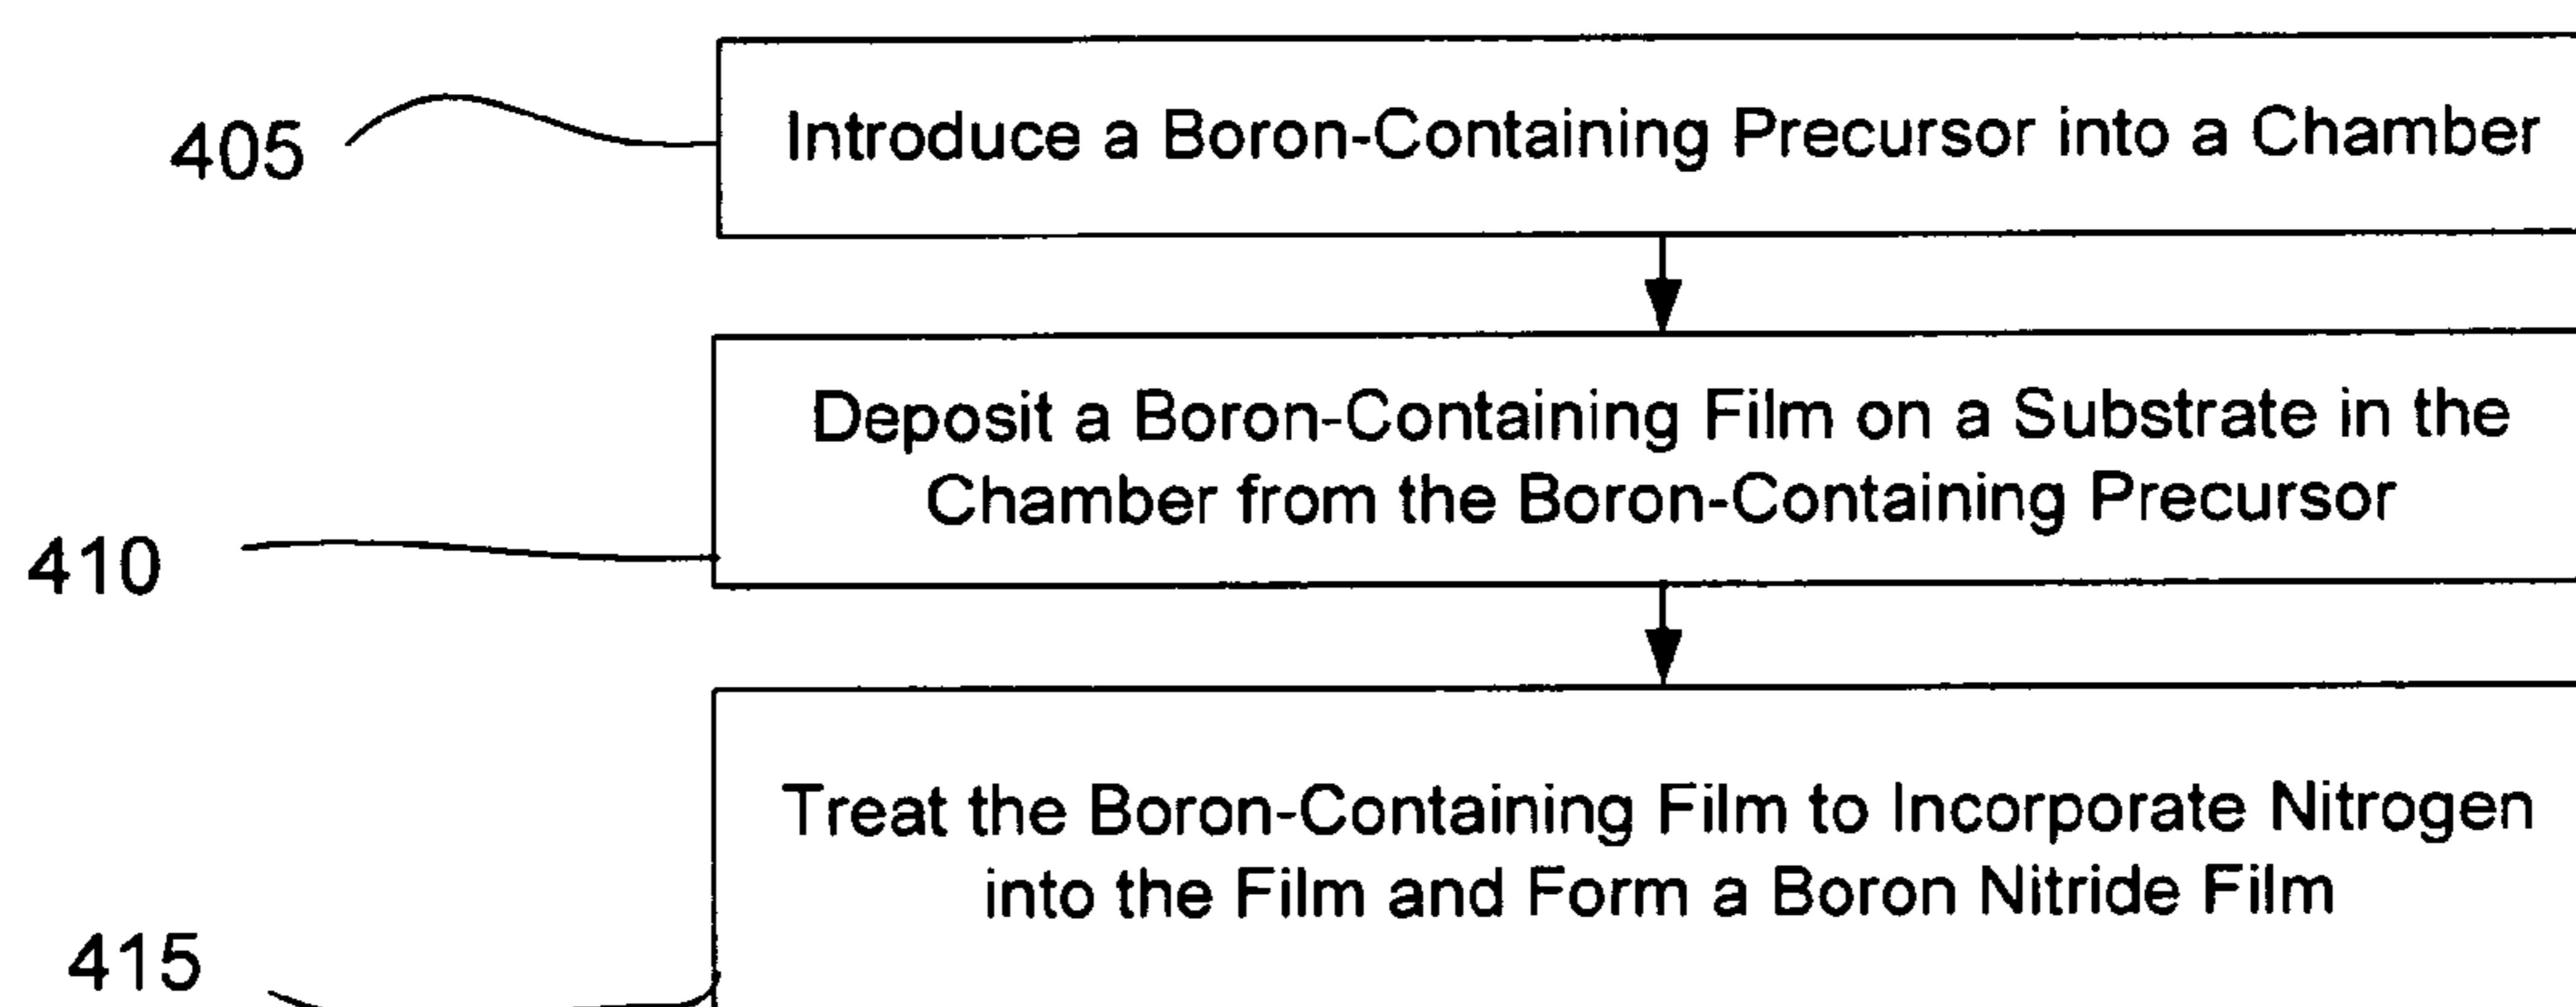 405
Introduce a Boron-Containing Precursor into a Chamber
Deposit a Boron-Containing Film on a Substrate in the
Chamber from the Boron-Containing Precursor
410
Treat the Boron-Containing Film to Incorporate Nitrogen
into the Film and Form a Boron Nitride Film
415